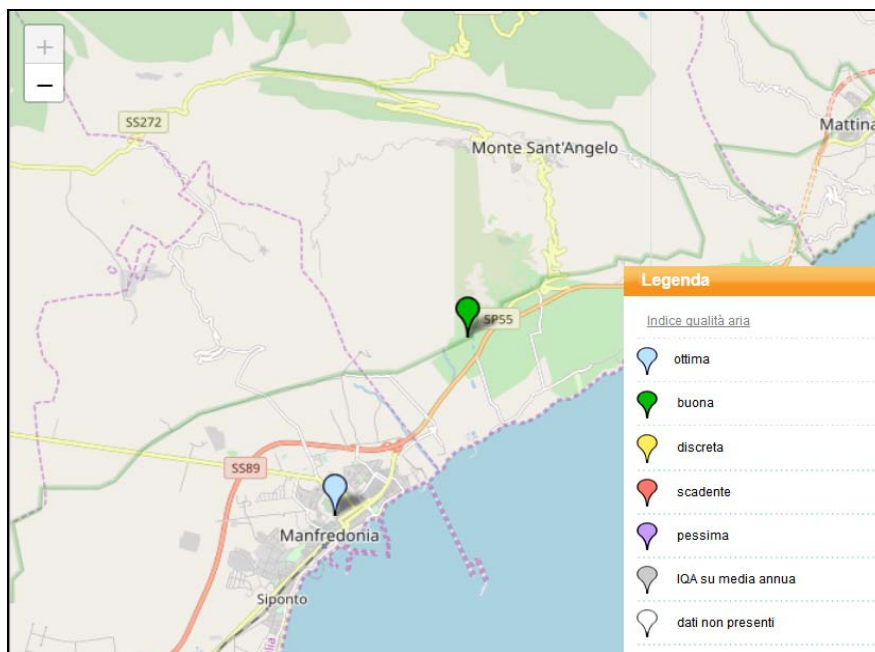 +
−
SS272
Monte Sant'Angelo
Mattina
Legenda
SP55
Indice qualità aria
ottima
buona
discreta
SS89
scadente
Manfredonia
pessima
IQA su media annua
Siponto
dati non presenti